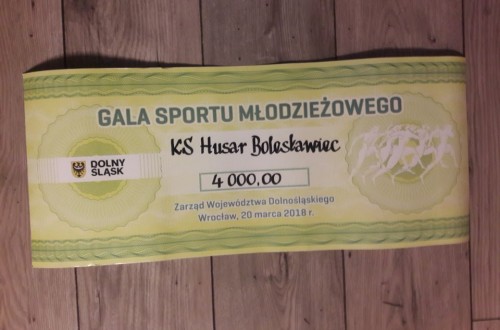 GALA SPORTU MŁODZIEŻOWEGO
KS Husar Bolesławiec
DOLNY
ŚLĄSK
4 000,00
Zarząd Województwa Dolnośląskiego
Wrocław, 20 marca 2018 r.